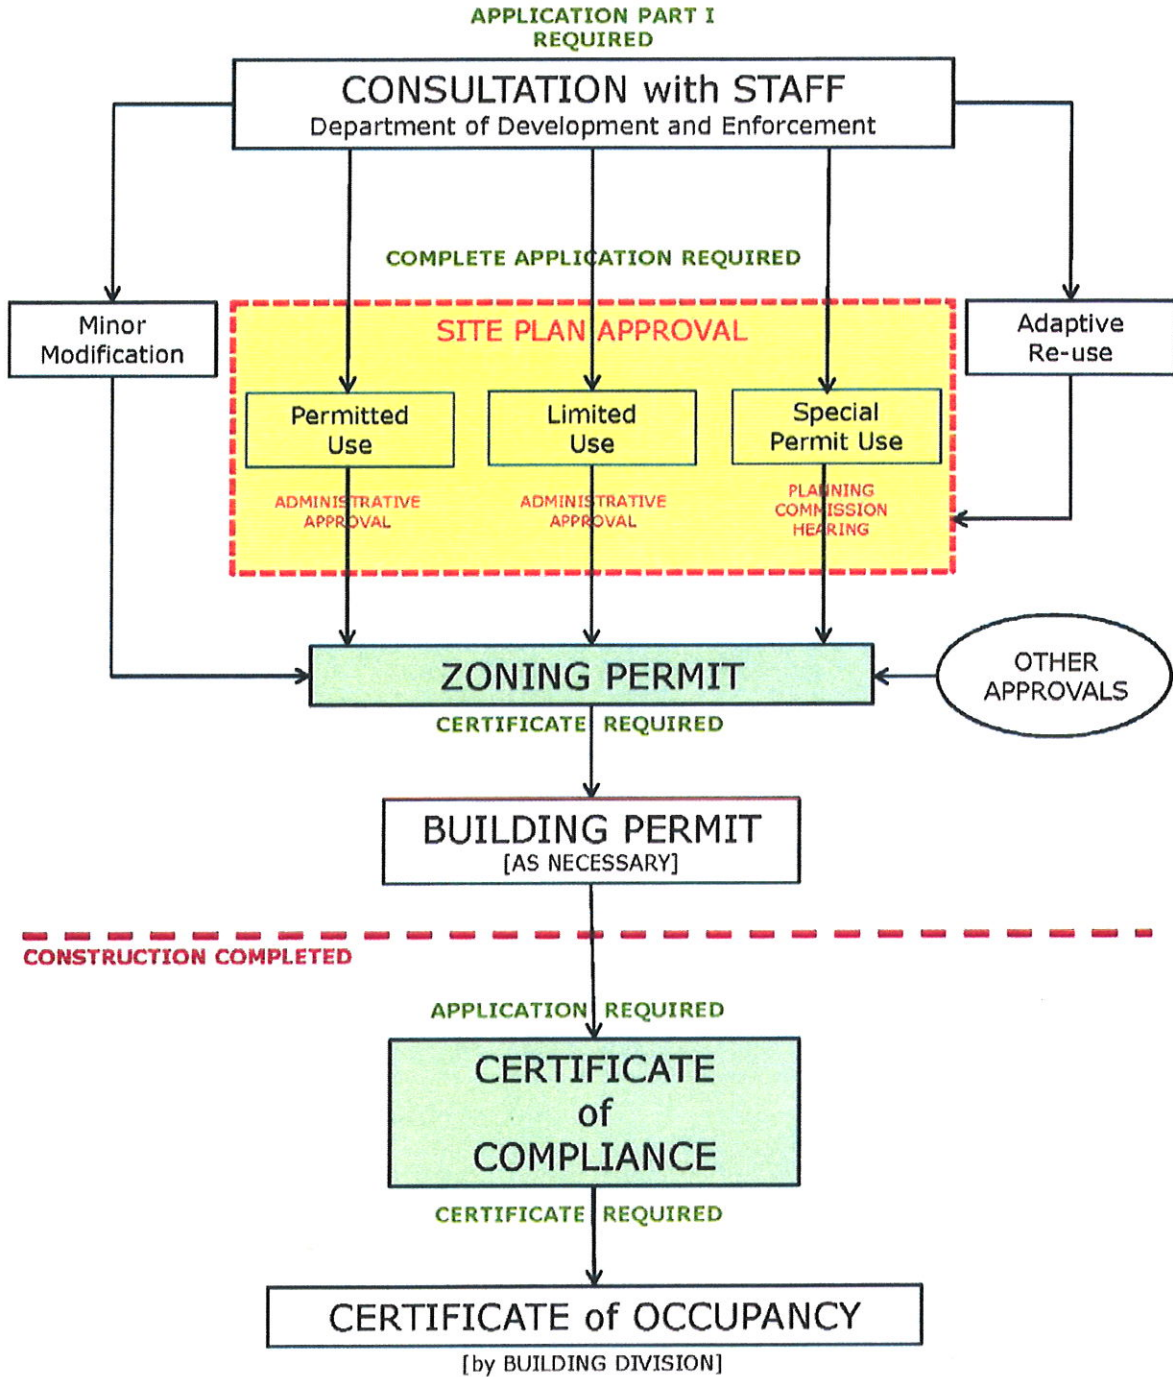 APPLICATION PART I
REQUIRED
CONSULTATION with STAFF
Department of Development and Enforcement
COMPLETE APPLICATION REQUIRED
Minor
Modification
SITE PLAN APPROVAL
Adaptive
Re-use
Permitted
Use
Limited
Use
Special
Permit Use
ADMINISTRATIVE
APPROVAL
ADMINISTRATIVE
APPROVAL
PLANNING
COMMISSION
HEARING
ZONING PERMIT
OTHER
APPROVALS
CERTIFICATE REQUIRED
BUILDING PERMIT
[AS NECESSARY]
CONSTRUCTION COMPLETED
APPLICATION REQUIRED
CERTIFICATE
of
COMPLIANCE
CERTIFICATE REQUIRED
CERTIFICATE of OCCUPANCY
[by BUILDING DIVISION]